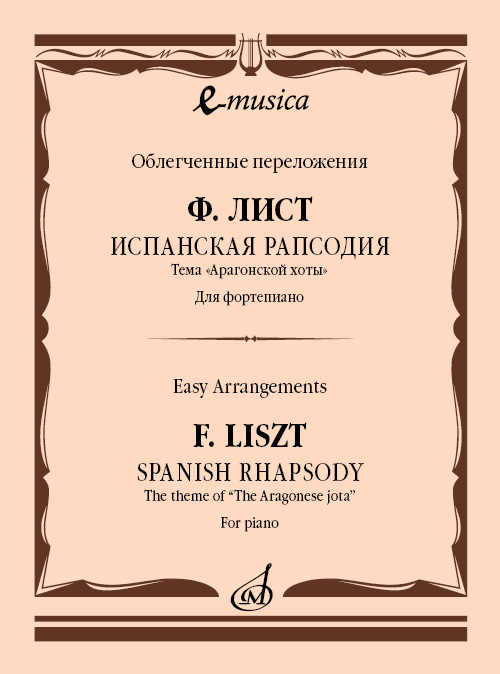 e-musica
Облегченные переложения
Ф. ЛИСТ
ИСПАНСКАЯ РАПСОДИЯ
Тема «Арагонской хоты»
Для фортепиано
Easy Arrangements
F. LISZT
SPANISH RHAPSODY
The theme of “The Aragonese jota”
For piano